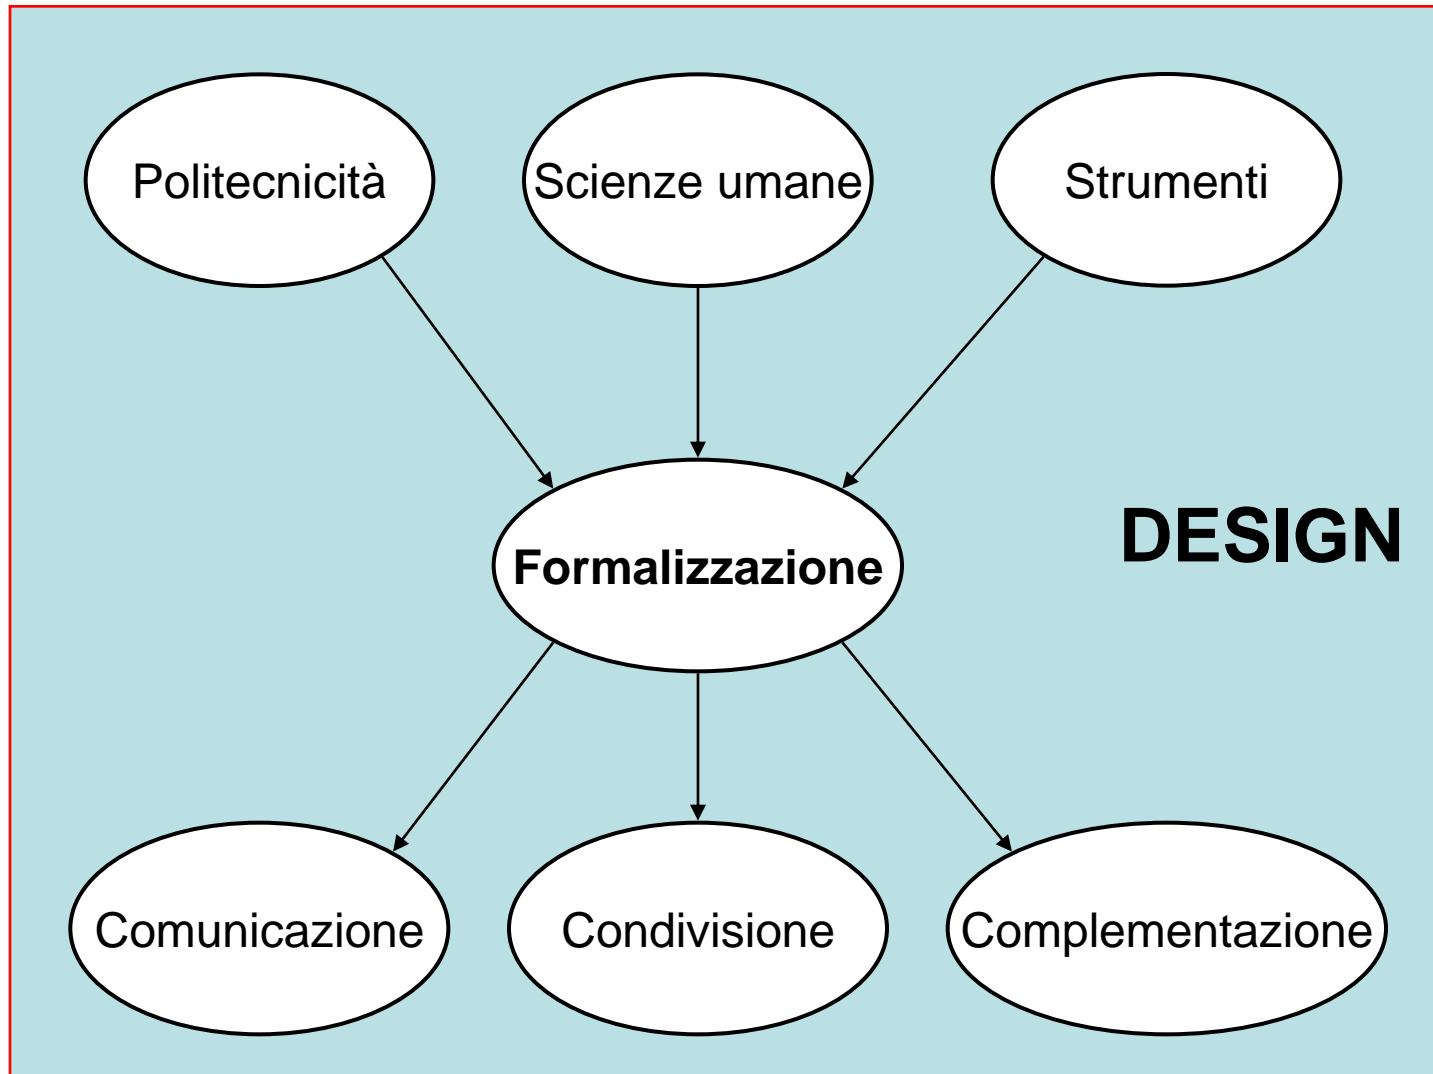 Politecnicità
Scienze umane
Strumenti
DESIGN
Formalizzazione
Comunicazione
Condivisione
Complementazione